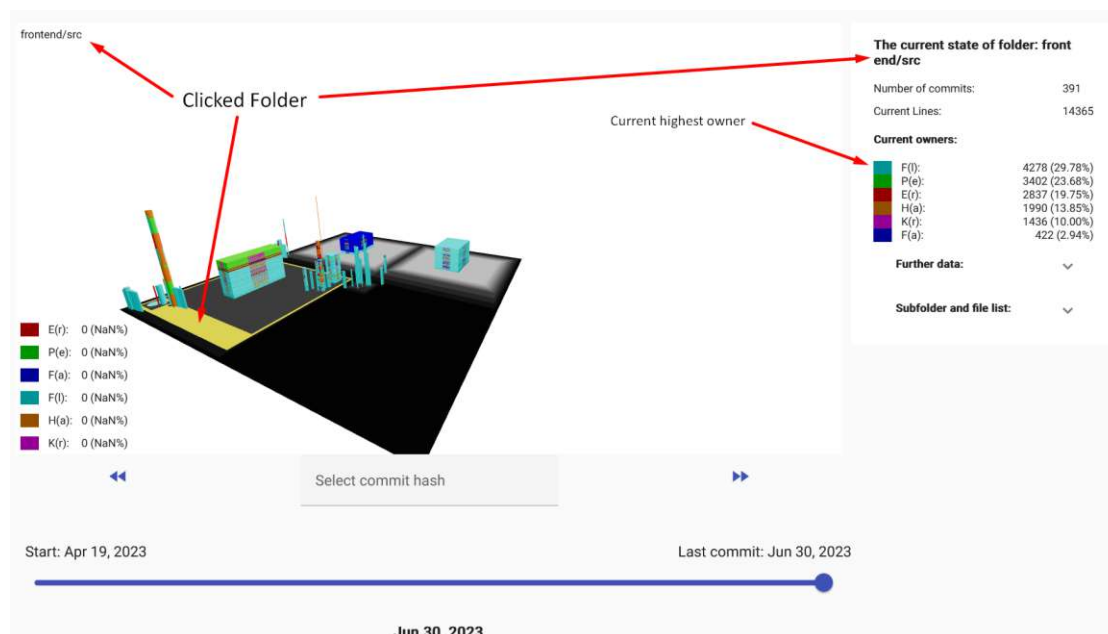 frontend/src
Clicked Folder
Current highest owner
E(r): 0 (NaN%)
P(e): 0 (NaN%)
F(a): 0 (NaN%)
F(l): 0 (NaN%)
H(a): 0 (NaN%)
K(r): 0 (NaN%)
The current state of folder: front
end/src
Number of commits: 391
Current Lines: 14365
Current owners:
F(l): 4278 (29.78%)
P(e): 3402 (23.68%)
E(r): 2837 (19.75%)
H(a): 1990 (13.85%)
K(r): 1436 (10.00%)
F(a): 422 (2.94%)
Further data:
Subfolder and file list:
Select commit hash
Start: Apr 19, 2023
Last commit: Jun 30, 2023
Jun 30, 2023